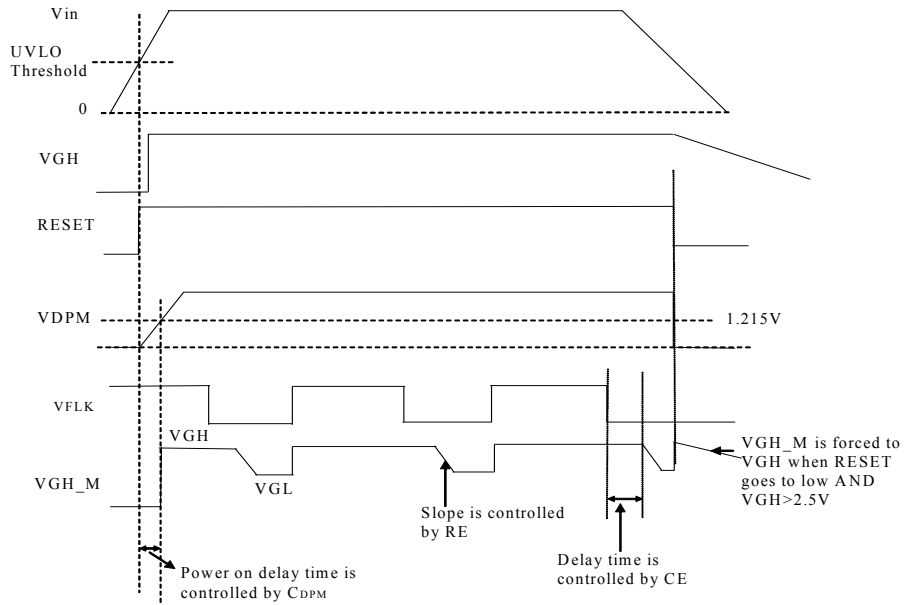 Vin
UVLO
Threshold
0
VGH
RESET
VDPM
1.215V
VFLK
VGH
VGH_M
VGL
VGH_M is forced to
VGH when RESET
goes to low AND
VGH>2.5V
Slope is controlled
by RE
Delay time is
controlled by CE
Power on delay time is
controlled by CDPM